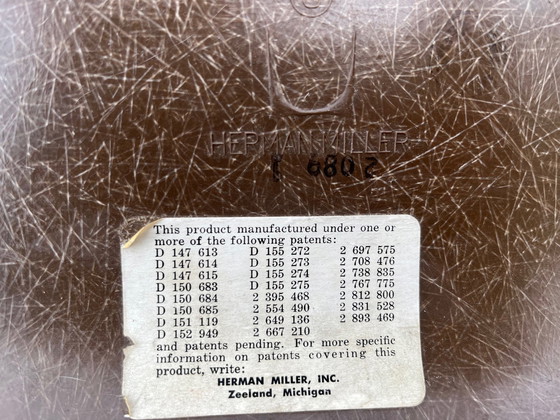 HERMAN MILLER
This product manufactured under one or
more of the following patents:
D 147 613 D 155 272 2 697 575
D 147 614 D 155 273 2 708 476
D 147 615 D 155 274 2 738 835
D 150 683 D 155 275 2 767 775
D 150 684 2 395 468 2 812 800
D 150 685 2 554 490 2 831 528
D 151 119 2 649 136 2 893 469
D 152 949 2 667 210
and patents pending. For more specific
information on patents covering this
product, write:
HERMAN MILLER, INC.
Zeeland, Michigan